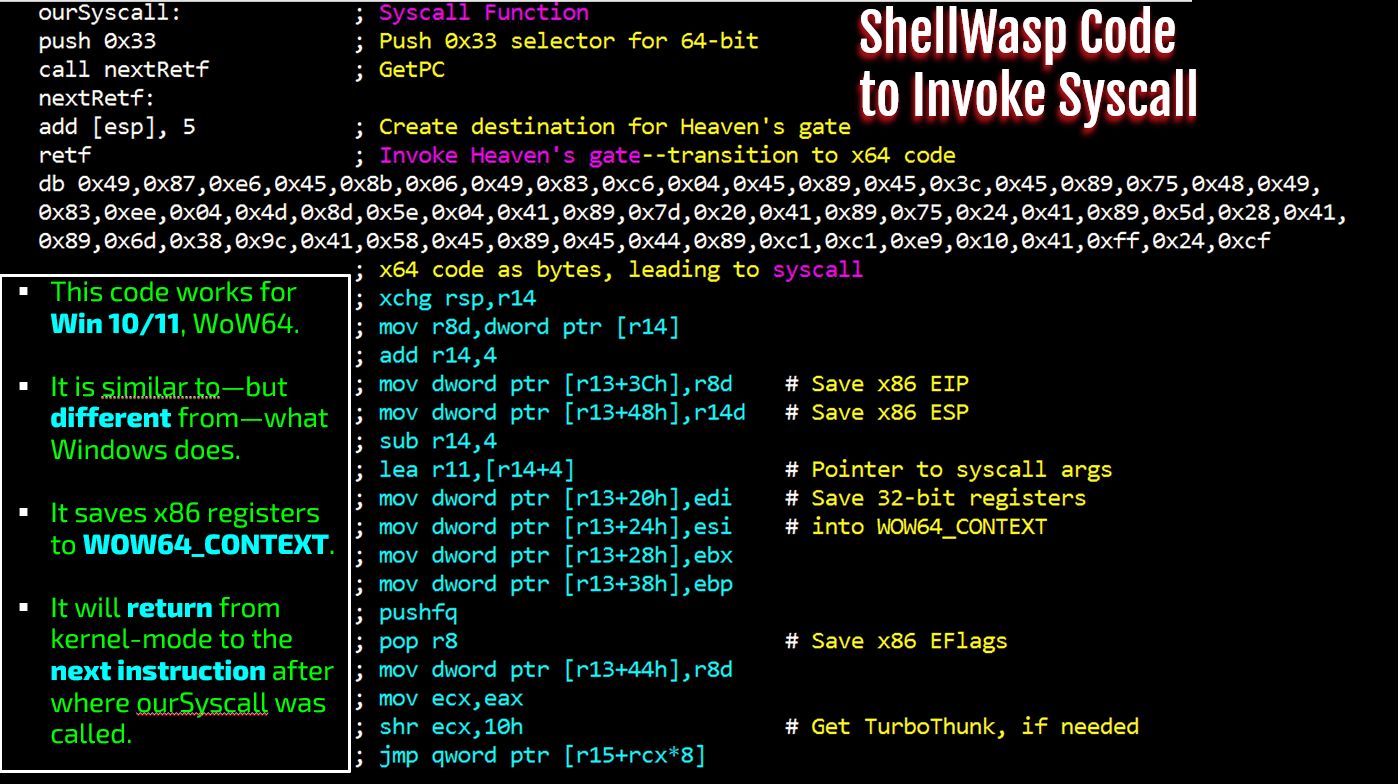 ShellWasp Code
to Invoke Syscall
ourSyscall: ; Syscall Function
push 0x33 ; Push 0x33 selector for 64-bit
call nextRetf ; GetPC
nextRetf:
add [esp], 5 ; Create destination for Heaven's gate
retf ; Invoke Heaven's gate--transition to x64 code
db 0x49,0x87,0xe6,0x45,0x8b,0x06,0x49,0x83,0xc6,0x04,0x45,0x89,0x45,0x3c,0x45,0x89,0x75,0x48,0x49,
0x83,0xee,0x04,0x4d,0x8d,0x5e,0x04,0x41,0x89,0x7d,0x20,0x41,0x89,0x75,0x24,0x41,0x89,0x5d,0x28,0x41,
0x89,0x6d,0x38,0x9c,0x41,0x58,0x45,0x89,0x45,0x44,0x89,0xc1,0xc1,0xe9,0x10,0x41,0xff,0x24,0xcf
; x64 code as bytes, leading to syscall
; xchg rsp,r14
; mov r8d,dword ptr [r14]
; add r14,4
; mov dword ptr [r13+3Ch],r8d # Save x86 EIP
; mov dword ptr [r13+48h],r14d # Save x86 ESP
; sub r14,4
; lea r11,[r14+4] # Pointer to syscall args
; mov dword ptr [r13+20h],edi # Save 32-bit registers
; mov dword ptr [r13+24h],esi # into WOW64_CONTEXT
; mov dword ptr [r13+28h],ebx
; mov dword ptr [r13+38h],ebp
; pushfq
; pop r8 # Save x86 EFlags
; mov dword ptr [r13+44h],r8d
; mov ecx,eax
; shr ecx,10h # Get TurboThunk, if needed
; jmp qword ptr [r15+rcx*8]
▪ This code works for
Win 10/11, WoW64.
▪ It is similar to—but
different from—what
Windows does.
▪ It saves x86 registers
to WOW64_CONTEXT.
▪ It will return from
kernel-mode to the
next instruction after
where ourSyscall was
called.